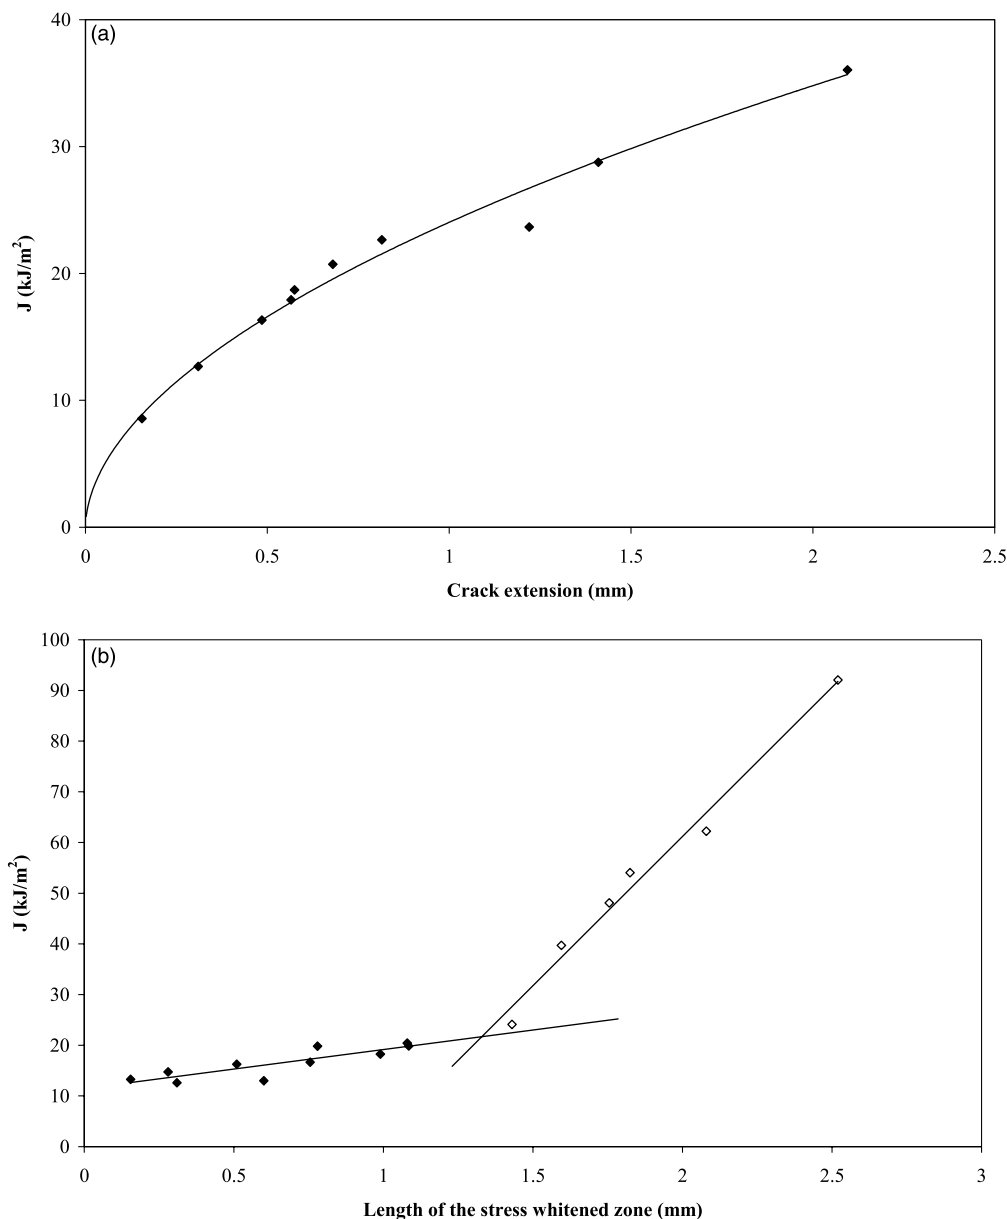 (a)
40
30
20
10
0
J (kJ/m²)
0 0.5 1 1.5 2 2.5
Crack extension (mm)
(b)
100
90
80
70
60
50
40
30
20
10
0
J (kJ/m²)
0 0.5 1 1.5 2 2.5 3
Length of the stress whitened zone (mm)